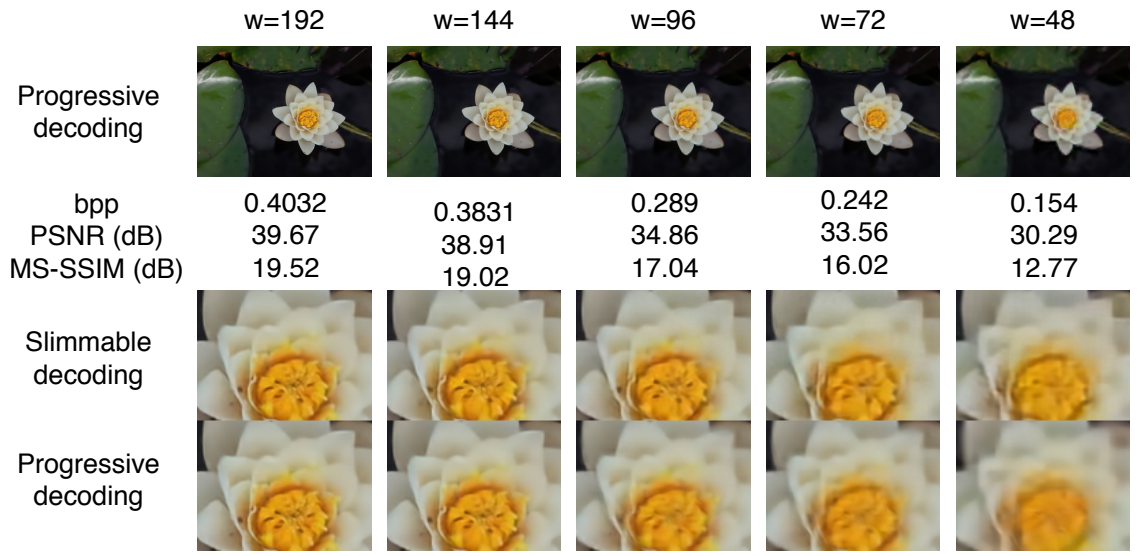 w=192 w=144 w=96 w=72 w=48
Progressive
decoding
bpp 0.4032 0.3831 0.289 0.242 0.154
PSNR (dB) 39.67 38.91 34.86 33.56 30.29
MS-SSIM (dB) 19.52 19.02 17.04 16.02 12.77
Slimmable
decoding
Progressive
decoding